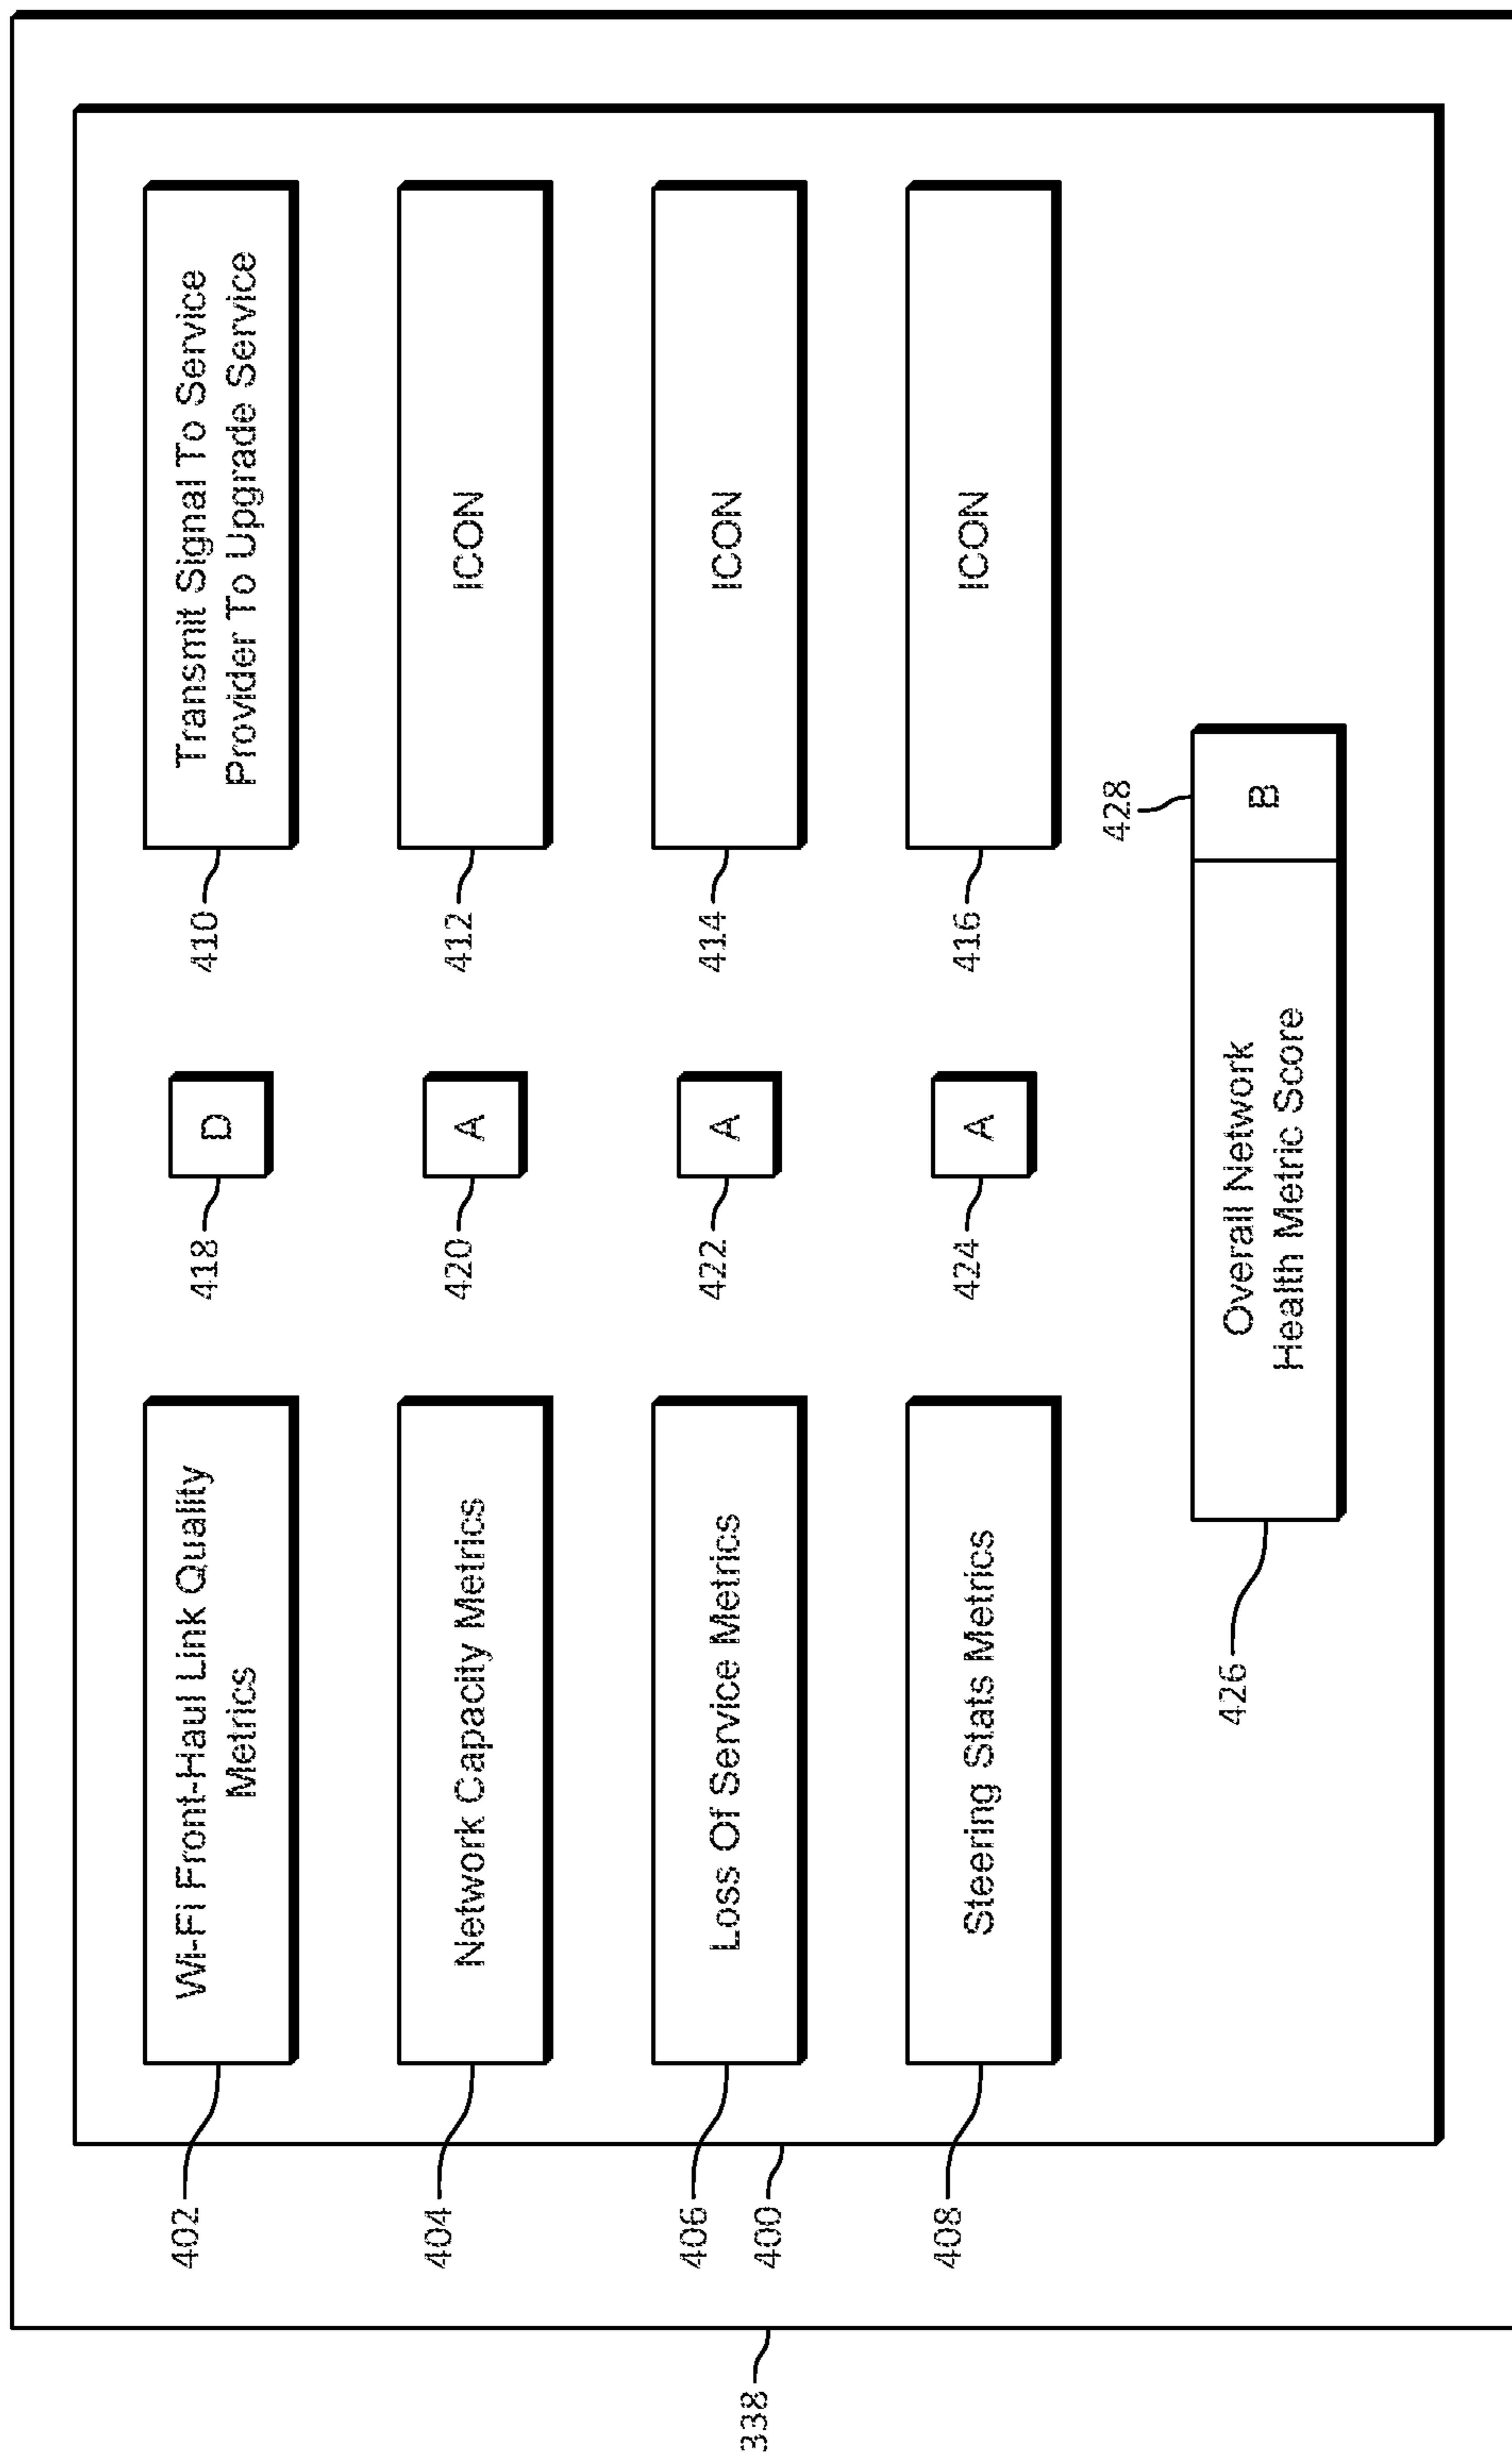 402
Wi-Fi Front-Haul Link Quality
Metrics
418
D
410
Transmit Signal To Service
Provider To Upgrade Service
404
Network Capacity Metrics
420
A
412
ICON
406
Loss Of Service Metrics
422
A
414
ICON
338
400
408
Steering Stats Metrics
424
A
416
ICON
428
426
Overall Network
Health Metric Score
B